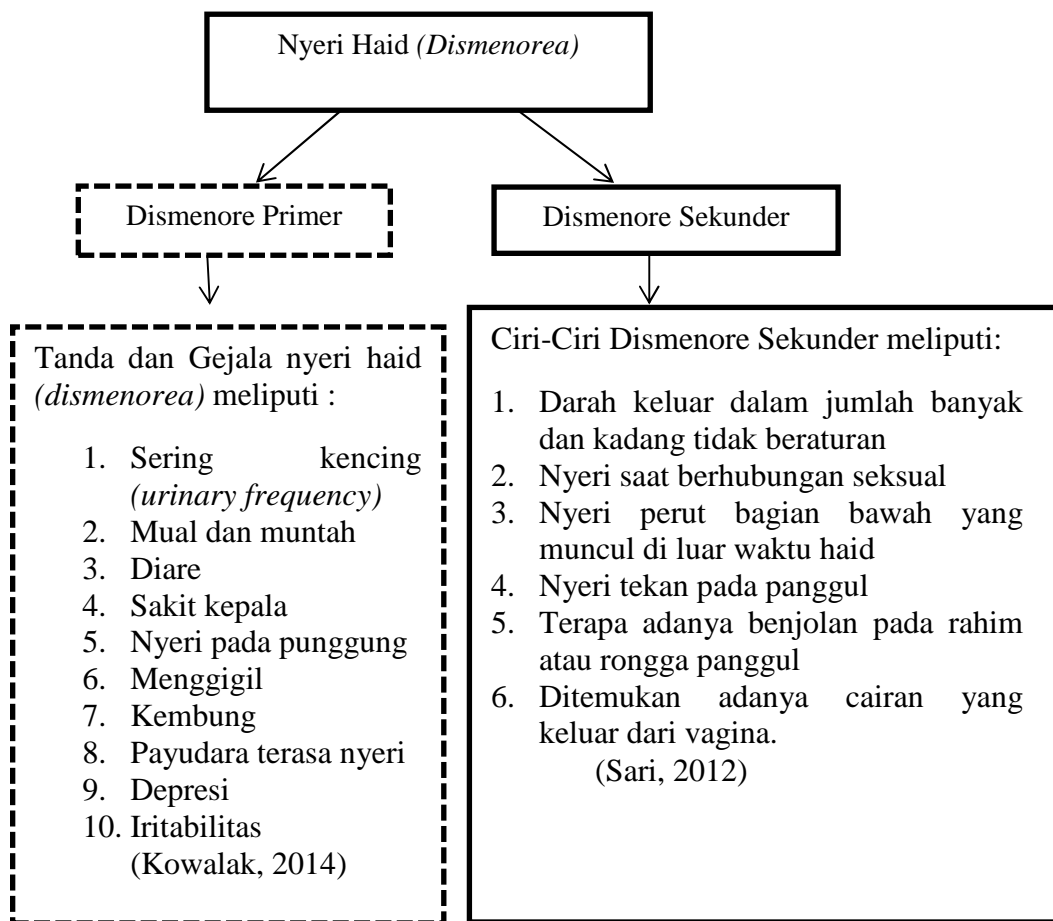 Nyeri Haid (Dismenorea)
Dismenore Primer
Dismenore Sekunder
Tanda dan Gejala nyeri haid
(dismenorea) meliputi :
1. Sering kencing
(urinary frequency)
2. Mual dan muntah
3. Diare
4. Sakit kepala
5. Nyeri pada punggung
6. Menggigil
7. Kembung
8. Payudara terasa nyeri
9. Depresi
10. Iritabilitas
(Kowalak, 2014)
Ciri-Ciri Dismenore Sekunder meliputi:
1. Darah keluar dalam jumlah banyak
dan kadang tidak beraturan
2. Nyeri saat berhubungan seksual
3. Nyeri perut bagian bawah yang
muncul di luar waktu haid
4. Nyeri tekan pada panggul
5. Terapa adanya benjolan pada rahim
atau rongga panggul
6. Ditemukan adanya cairan yang
keluar dari vagina.
(Sari, 2012)